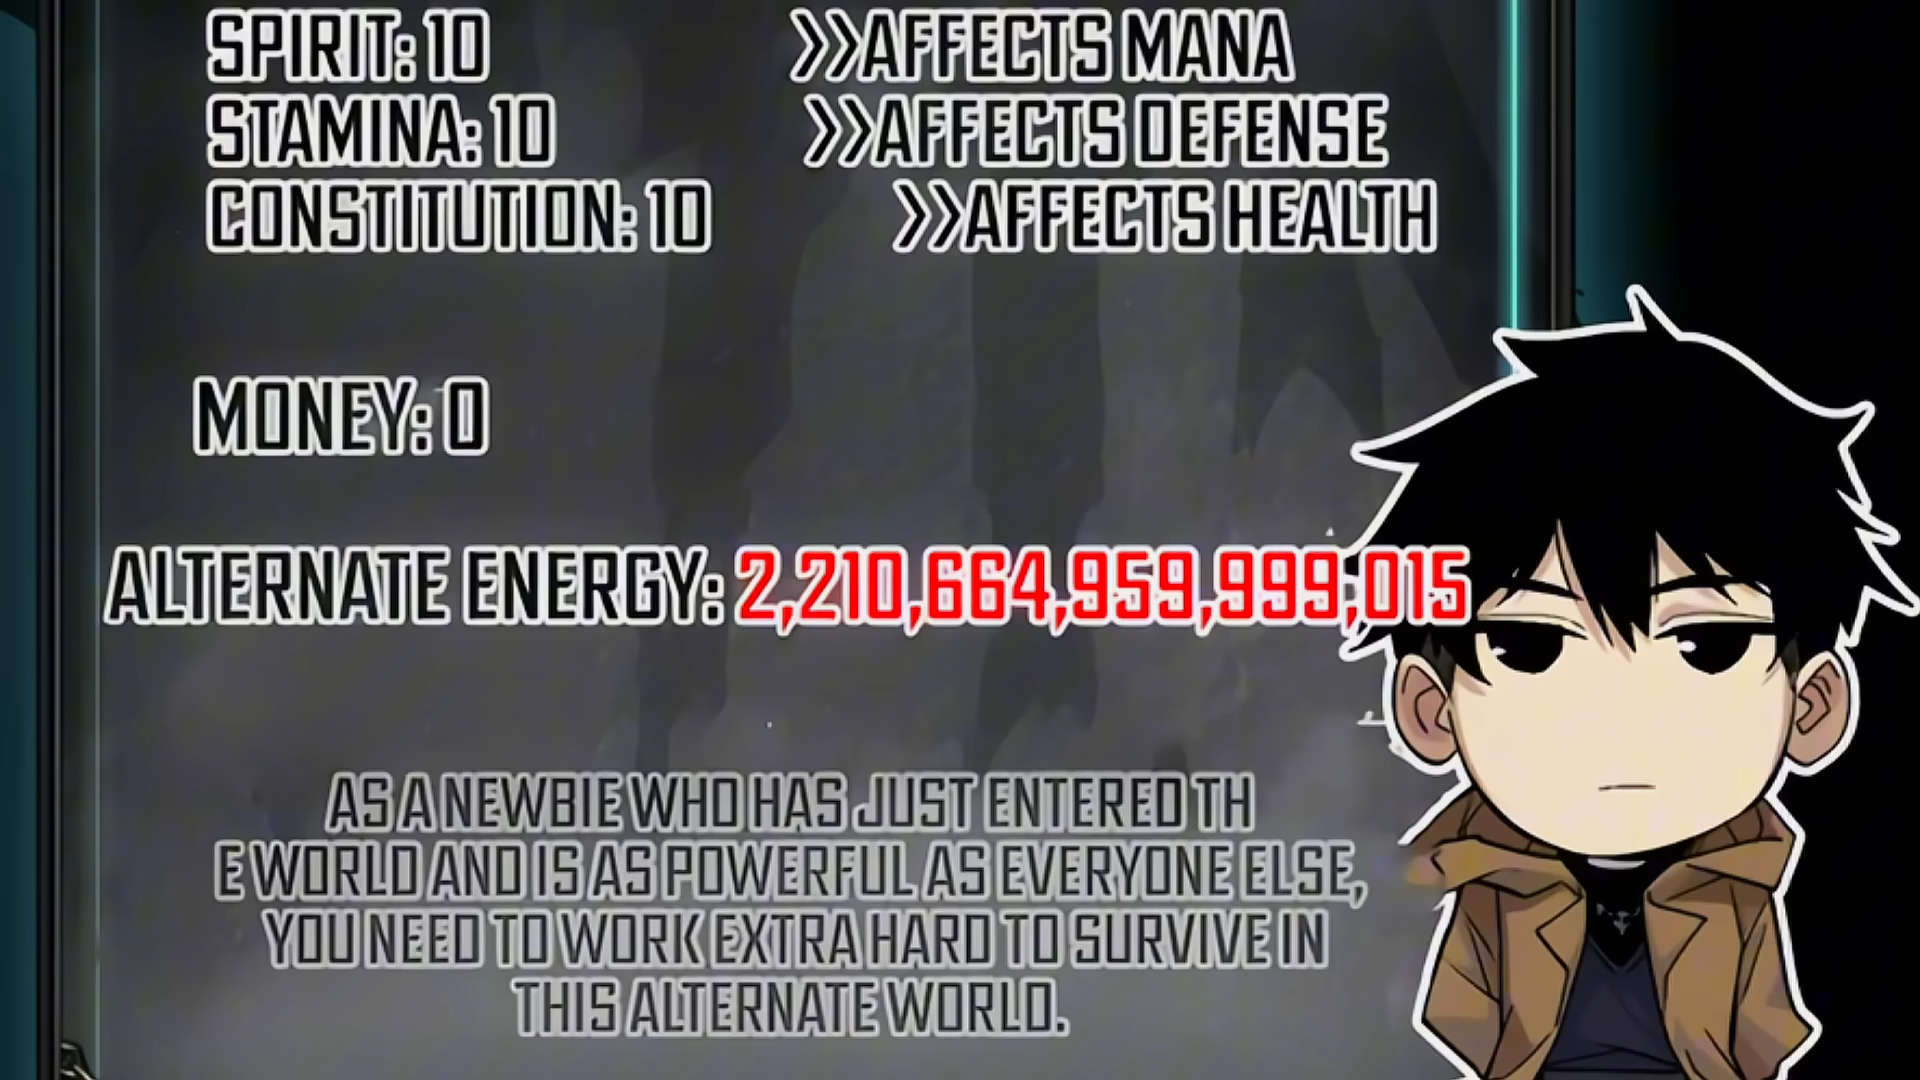 SPIRIT: 10 >>AFFECTS MANA
STAMINA: 10 >>AFFECTS DEFENSE
CONSTITUTION: 10 >>AFFECTS HEALTH
MONEY: 0
ALTERNATE ENERGY: 2,210,664,959,999,015
AS A NEWBIE WHO HAS JUST ENTERED TH
E WORLD AND IS AS POWERFUL AS EVERYONE ELSE,
YOU NEED TO WORK EXTRA HARD TO SURVIVE IN
THIS ALTERNATE WORLD.